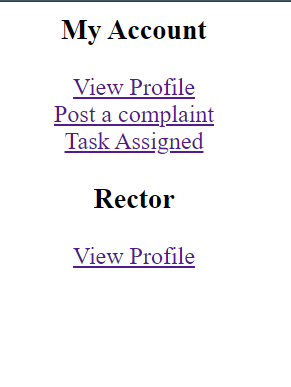 My Account
View Profile
Post a complaint
Task Assigned
Rector
View Profile